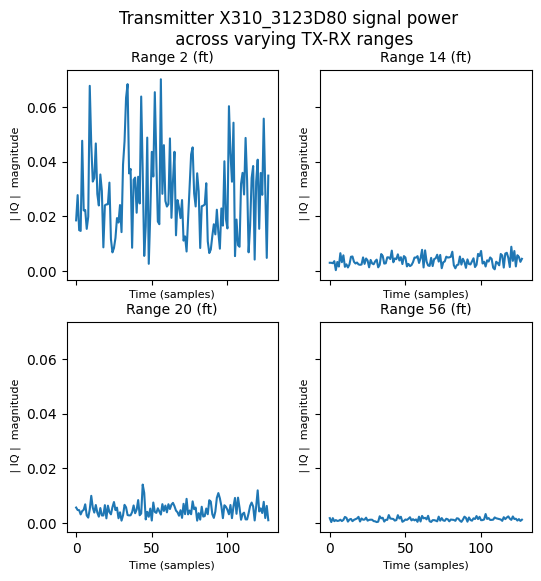 Transmitter X310_3123D80 signal power
across varying TX-RX ranges
Range 2 (ft)
Range 14 (ft)
0.06
0.04
0.02
0.00
| IQ | magnitude
| IQ | magnitude
Time (samples)
Time (samples)
Range 20 (ft)
Range 56 (ft)
0.06
0.04
0.02
0.00
| IQ | magnitude
| IQ | magnitude
0 50 100
0 50 100
Time (samples)
Time (samples)